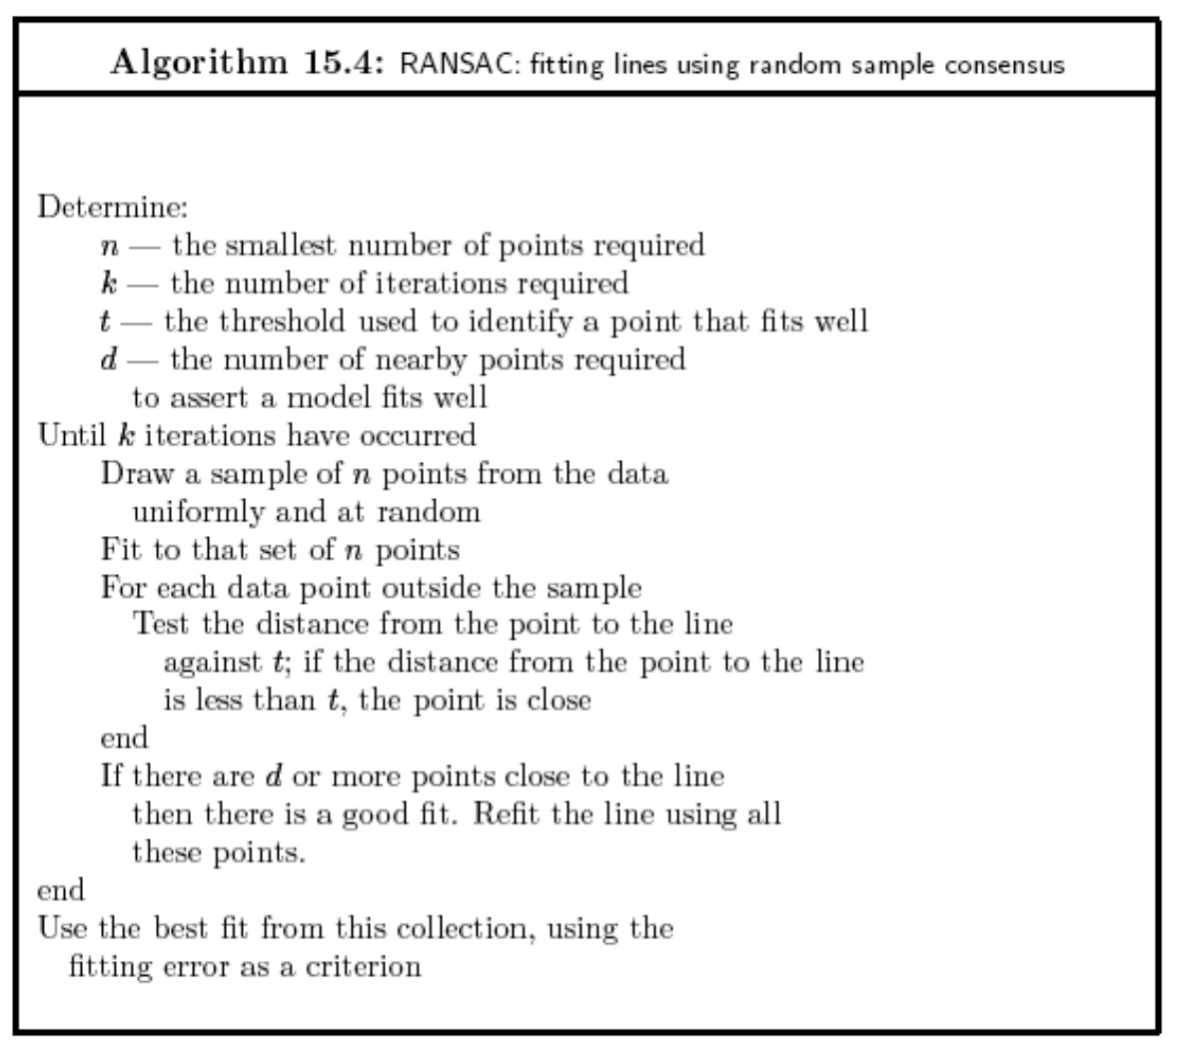 Algorithm 15.4: RANSAC: fitting lines using random sample consensus
Determine:
n — the smallest number of points required
k — the number of iterations required
t — the threshold used to identify a point that fits well
d — the number of nearby points required
to assert a model fits well
Until k iterations have occurred
Draw a sample of n points from the data
uniformly and at random
Fit to that set of n points
For each data point outside the sample
Test the distance from the point to the line
against t; if the distance from the point to the line
is less than t, the point is close
end
If there are d or more points close to the line
then there is a good fit. Refit the line using all
these points.
end
Use the best fit from this collection, using the
fitting error as a criterion